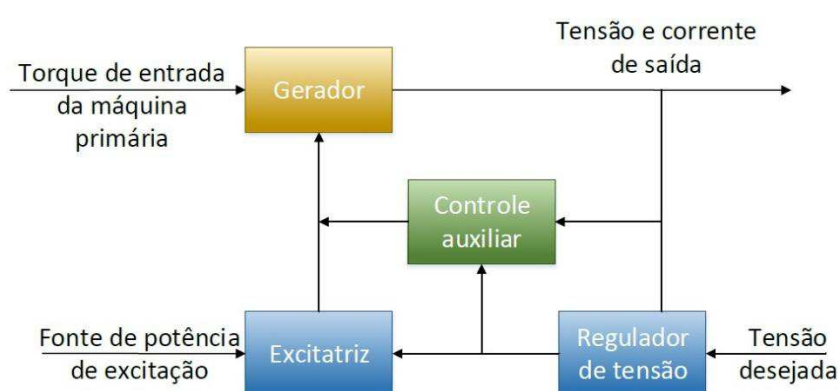 Tensão e corrente
de saída
Torque de entrada
da máquina
primária
Gerador
Controle
auxiliar
Fonte de potência
de excitação
Excitatriz
Regulador
de tensão
Tensão
desejada